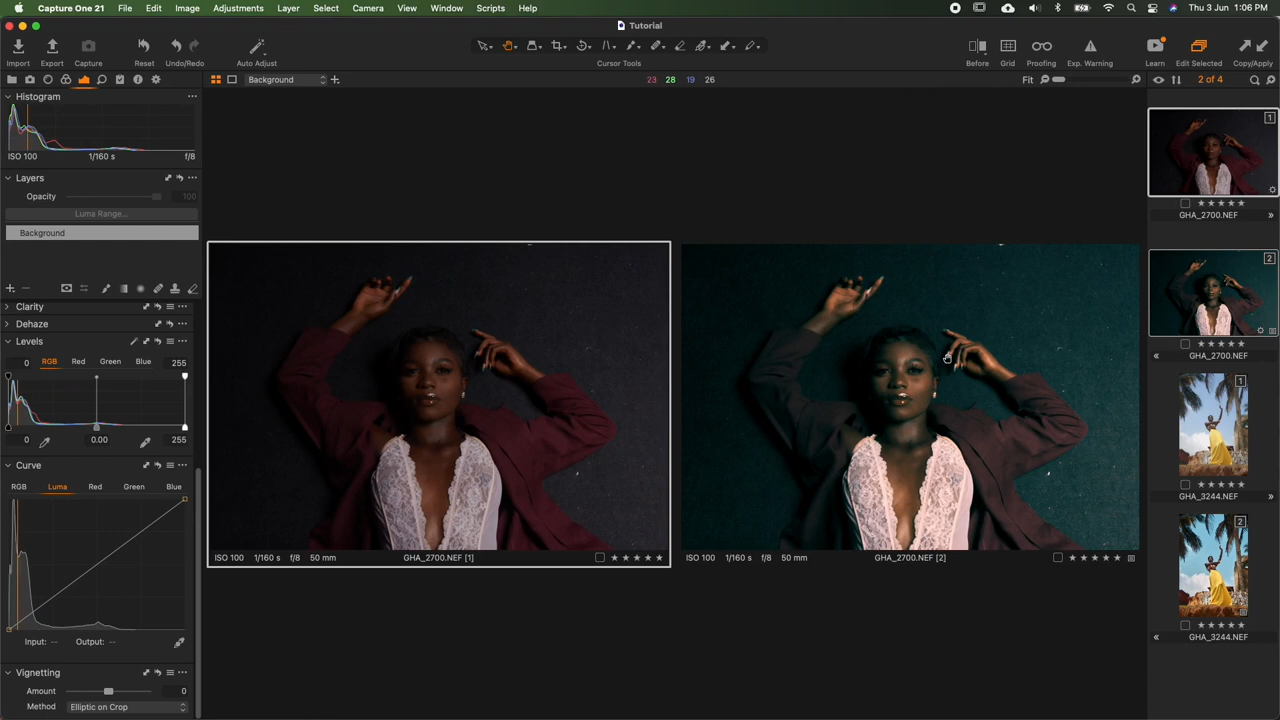 Capture One 21 File Edit Image Adjustments Layer Select Camera View Window Scripts Help Thu 3 Jun 1:06 PM
Tutorial
Import Export Capture Reset Undo/Redo Auto Adjust Cursor Tools Before Grid Proofing Exp. Warning Learn Edit Selected Copy/Apply
Background 23 28 19 26 Fit 2 of 4
Histogram
ISO 100 1/160 s f/8
Layers
Opacity 100
Luma Range...
Background
Clarity
Dehaze
Levels
0 RGB Red Green Blue 255
0 0.00 255
Curve
RGB Luma Red Green Blue
Input: -- Output: --
Vignetting
Amount 0
Method Elliptic on Crop
ISO 100 1/160 s f/8 50 mm GHA_2700.NEF [1]
ISO 100 1/160 s f/8 50 mm GHA_2700.NEF [2]
1
GHA_2700.NEF
2
GHA_2700.NEF
1
GHA_3244.NEF
2
GHA_3244.NEF